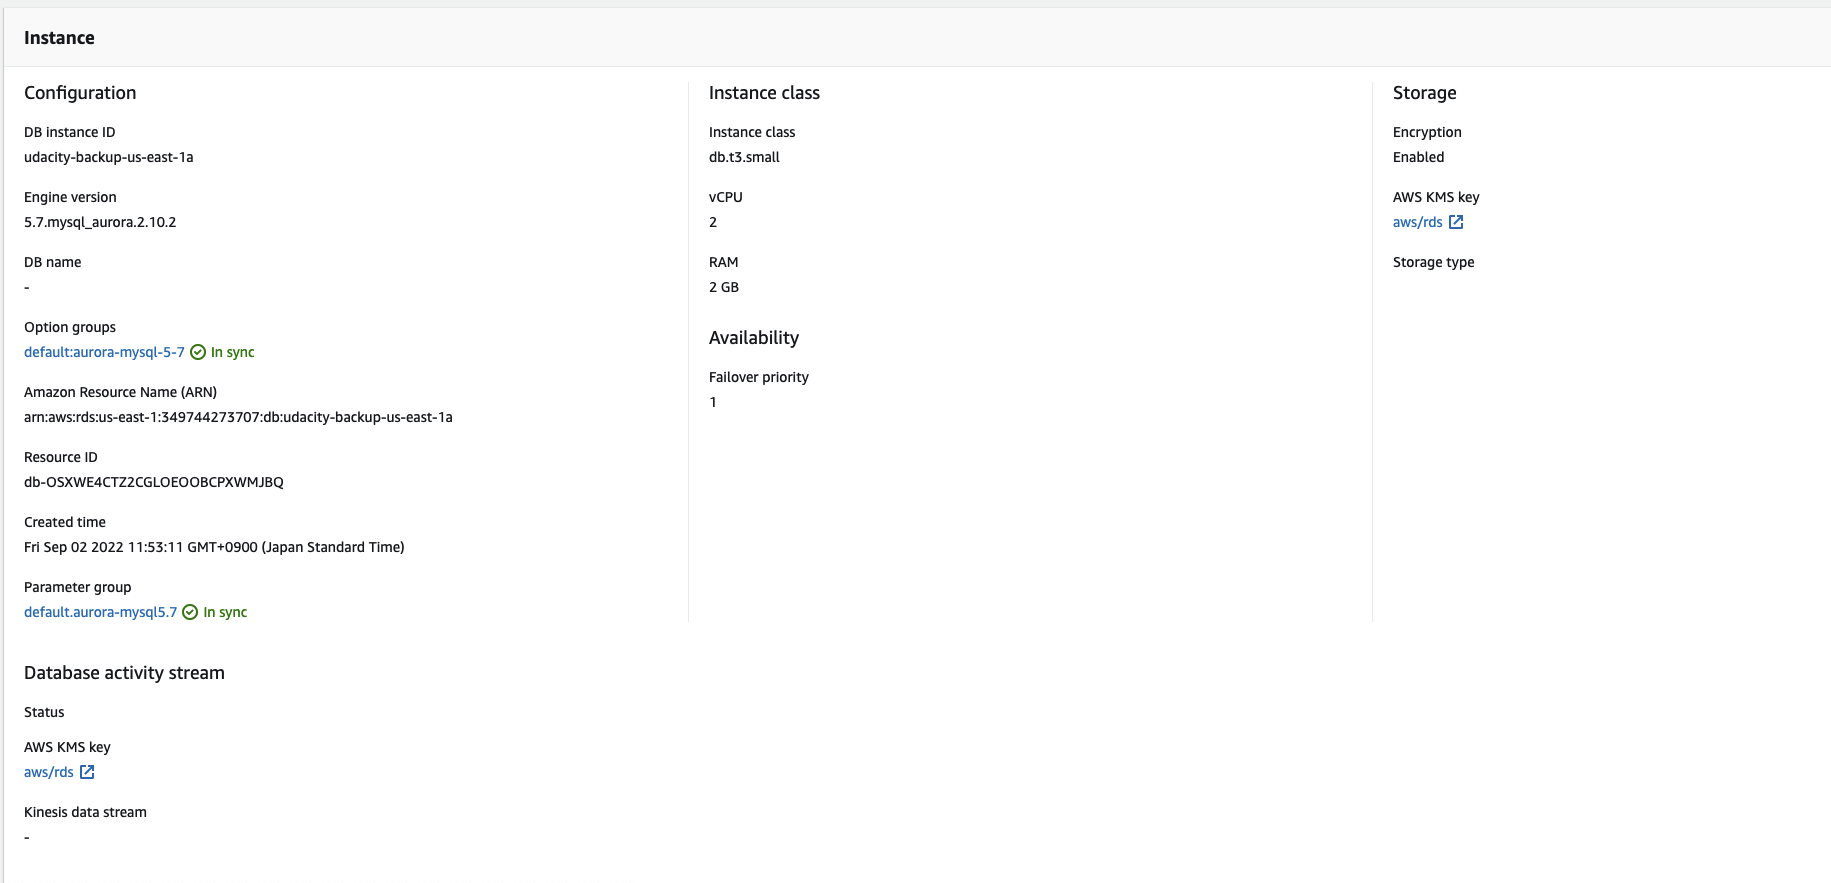 Instance
Configuration
DB instance ID
udacity-backup-us-east-1a
Engine version
5.7.mysql_aurora.2.10.2
DB name
-
Option groups
default:aurora-mysql-5-7 In sync
Amazon Resource Name (ARN)
arn:aws:rds:us-east-1:349744273707:db:udacity-backup-us-east-1a
Resource ID
db-OSXWE4CTZ2CGLOEOOBCPXWMJBQ
Created time
Fri Sep 02 2022 11:53:11 GMT+0900 (Japan Standard Time)
Parameter group
default.aurora-mysql5.7 In sync
Instance class
Instance class
db.t3.small
vCPU
2
RAM
2 GB
Availability
Failover priority
1
Storage
Encryption
Enabled
AWS KMS key
aws/rds
Storage type
Database activity stream
Status
AWS KMS key
aws/rds
Kinesis data stream
-